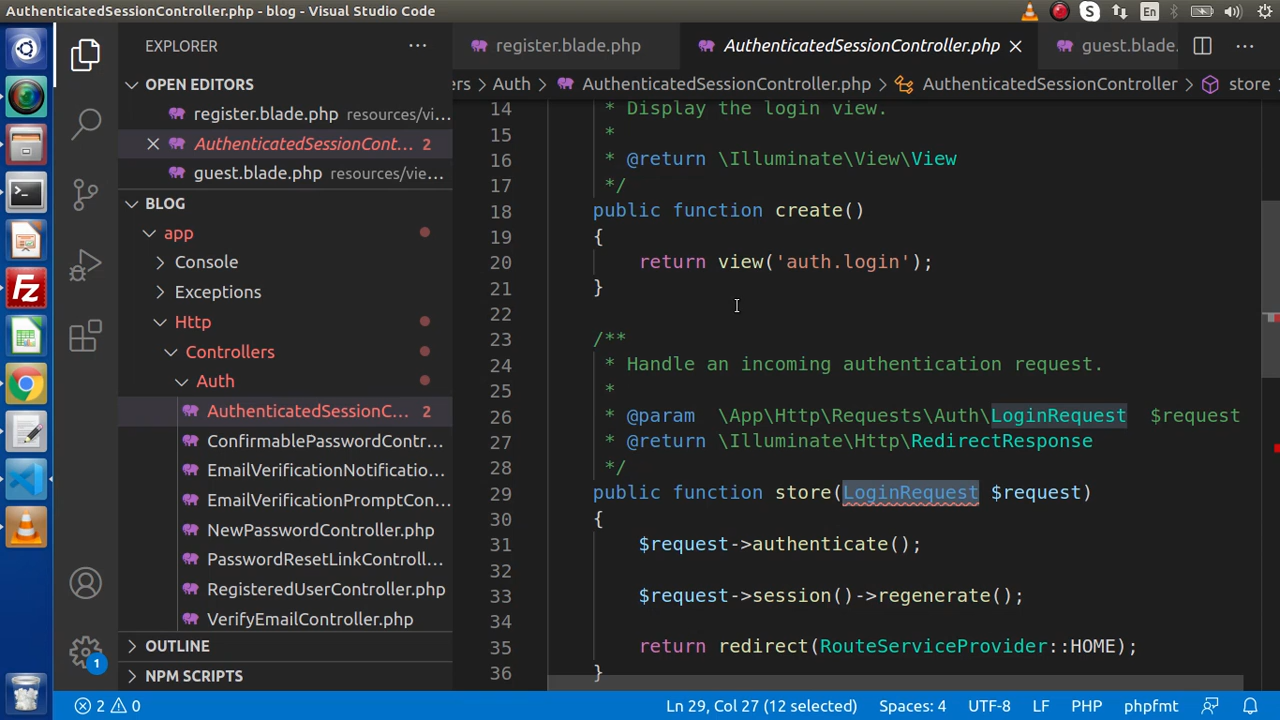 AuthenticatedSessionController.php - blog - Visual Studio Code
En
EXPLORER
OPEN EDITORS
register.blade.php resources/vi...
AuthenticatedSessionCont... 2
guest.blade.php resources/vie...
BLOG
app
Console
Exceptions
Http
Controllers
Auth
AuthenticatedSessionC... 2
ConfirmablePasswordContr...
EmailVerificationNotificatio...
EmailVerificationPromptCon...
NewPasswordController.php
PasswordResetLinkControll...
RegisteredUserController.php
VerifyEmailController.php
OUTLINE
NPM SCRIPTS
1
register.blade.php
AuthenticatedSessionController.php
guest.blade.
ers > Auth > AuthenticatedSessionController.php > AuthenticatedSessionController > store
14 * Display the login view.
15 *
16 * @return \Illuminate\View\View
17 */
18 public function create()
19 {
20 return view('auth.login');
21 }
22
23 /**
24 * Handle an incoming authentication request.
25 *
26 * @param \App\Http\Requests\Auth\LoginRequest $request
27 * @return \Illuminate\Http\RedirectResponse
28 */
29 public function store(LoginRequest $request)
30 {
31 $request->authenticate();
32
33 $request->session()->regenerate();
34
35 return redirect(RouteServiceProvider::HOME);
36 }
2 0
Ln 29, Col 27 (12 selected)
Spaces: 4
UTF-8
LF
PHP
phpfmt